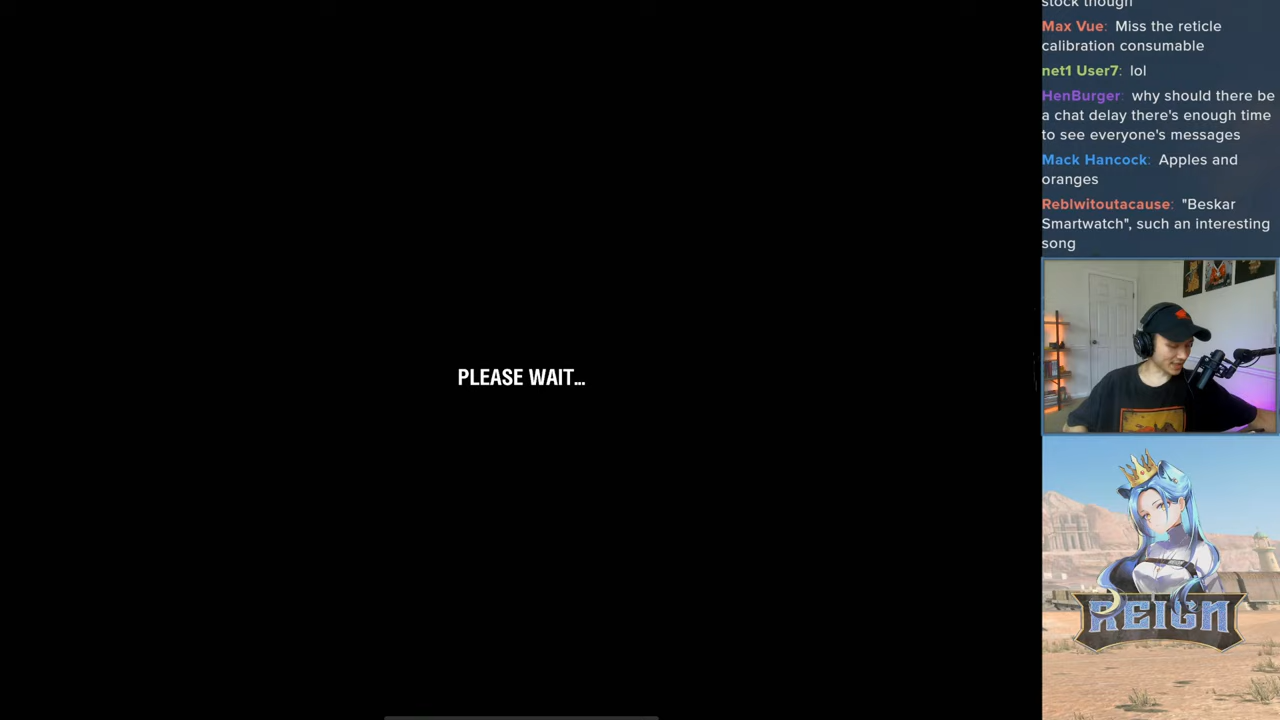 stock though
Max Vue: Miss the reticle
calibration consumable
net1 User7: lol
HenBurger: why should there be
a chat delay there's enough time
to see everyone's messages
Mack Hancock: Apples and
oranges
Reblwitoutacause: "Beskar
Smartwatch", such an interesting
song
PLEASE WAIT...
REIGN